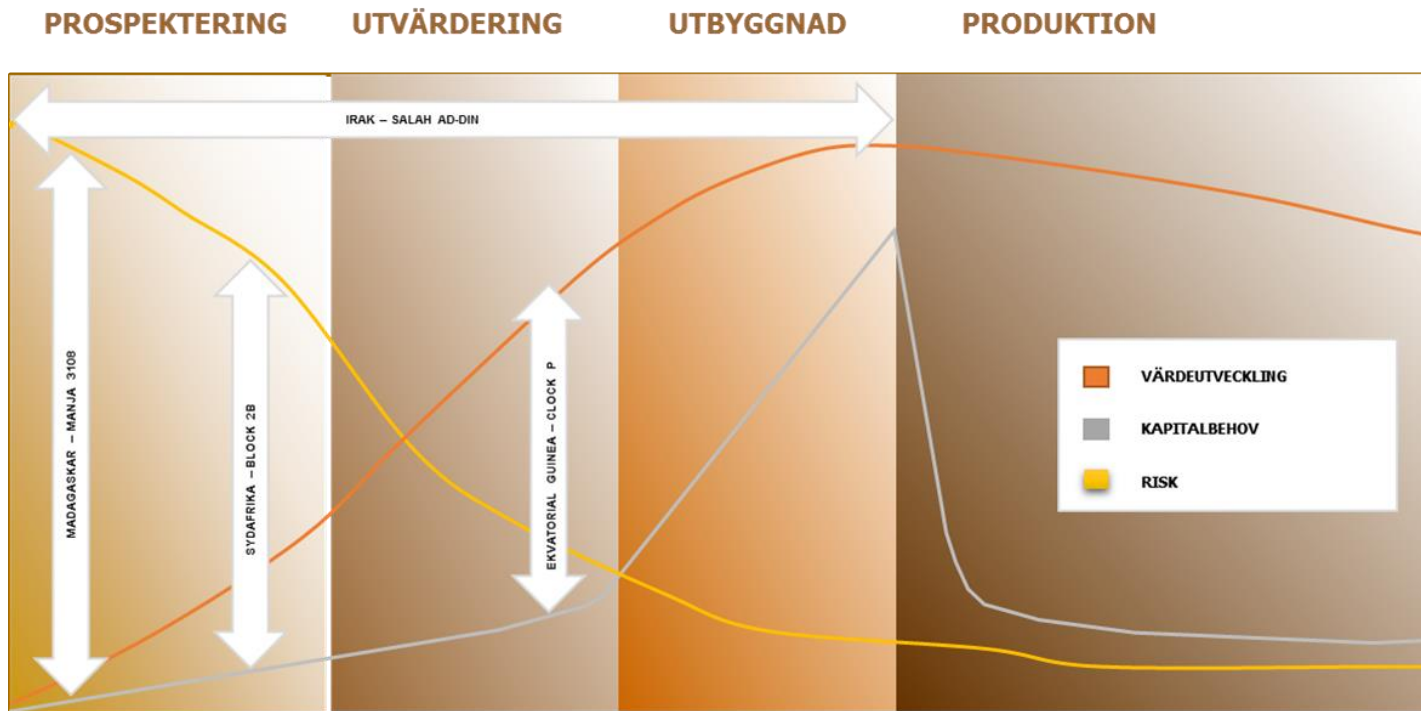 PROSPEKTERING
UTVÄRDERING
UTBYGGNAD
PRODUKTION
IRAK – SALAH AD-DIN
MADAGASKAR – MANJA 3108
SYDAFRIKA – BLOCK 2B
EKVATORIAL GUINEA – CLOCK P
VÄRDEUTVECKLING
KAPITALBEHOV
RISK